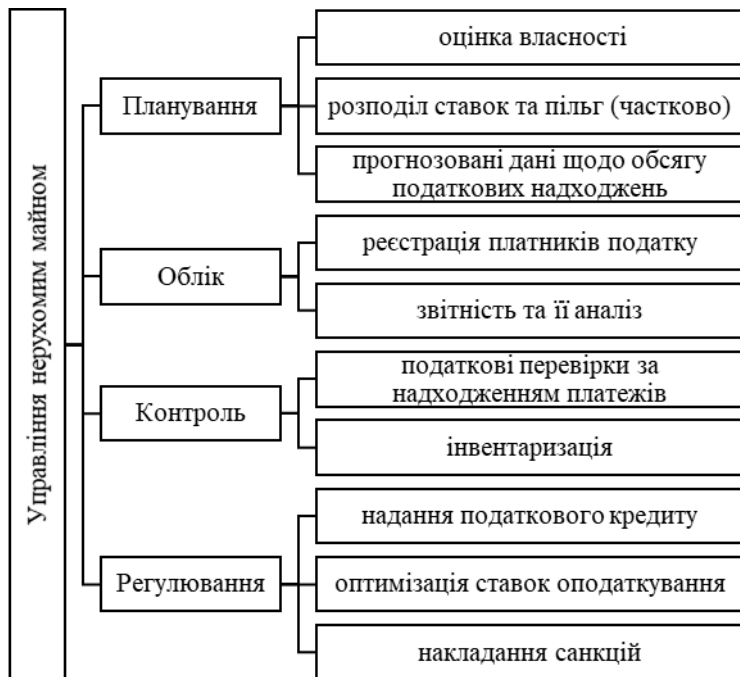 Управління нерухомим майном
Планування
оцінка власності
розподіл ставок та пільг (частково)
прогнозовані дані щодо обсягу
податкових надходжень
Облік
реєстрація платників податку
звітність та її аналіз
Контроль
податкові перевірки за
надходженням платежів
інвентаризація
Регулювання
надання податкового кредиту
оптимізація ставок оподаткування
накладання санкцій